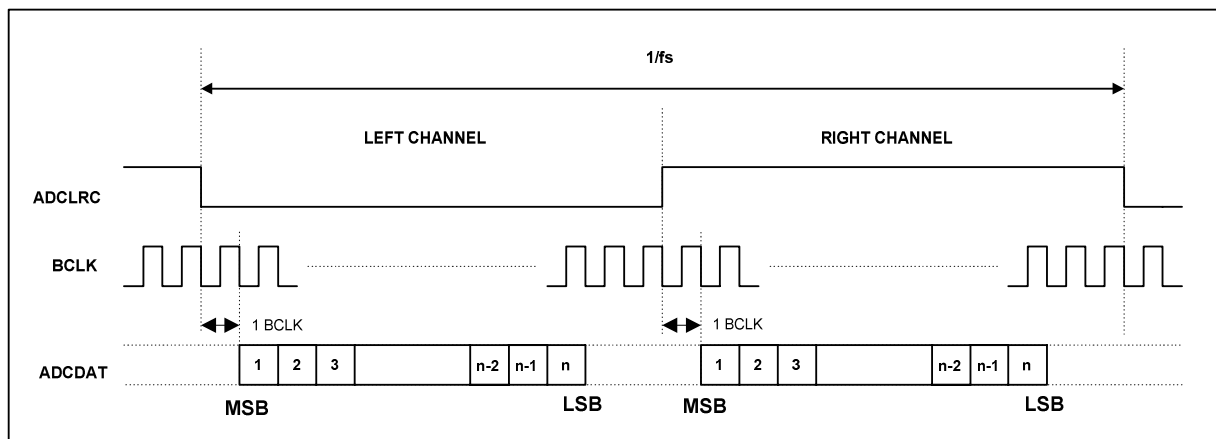 1/fs
LEFT CHANNEL RIGHT CHANNEL
ADCLRC
BCLK
1 BCLK 1 BCLK
ADCDAT 1 2 3 n-2 n-1 n 1 2 3 n-2 n-1 n
MSB LSB MSB LSB